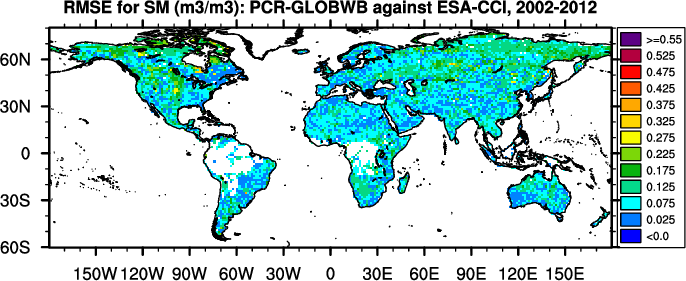 RMSE for SM (m3/m3): PCR-GLOBWB against ESA-CCI, 2002-2012
60N
30N
0
30S
60S
150W 120W 90W 60W 30W 0 30E 60E 90E 120E 150E
>=0.55
0.525
0.475
0.425
0.375
0.325
0.275
0.225
0.175
0.125
0.075
0.025
<0.0